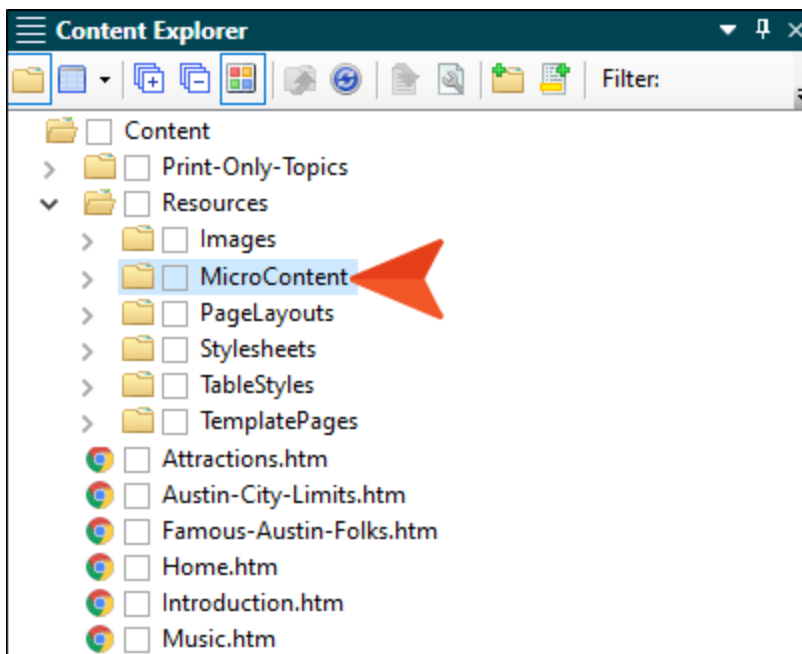 Content Explorer
Filter:
Content
Print-Only-Topics
Resources
Images
MicroContent
PageLayouts
Stylesheets
TableStyles
TemplatePages
Attractions.htm
Austin-City-Limits.htm
Famous-Austin-Folks.htm
Home.htm
Introduction.htm
Music.htm